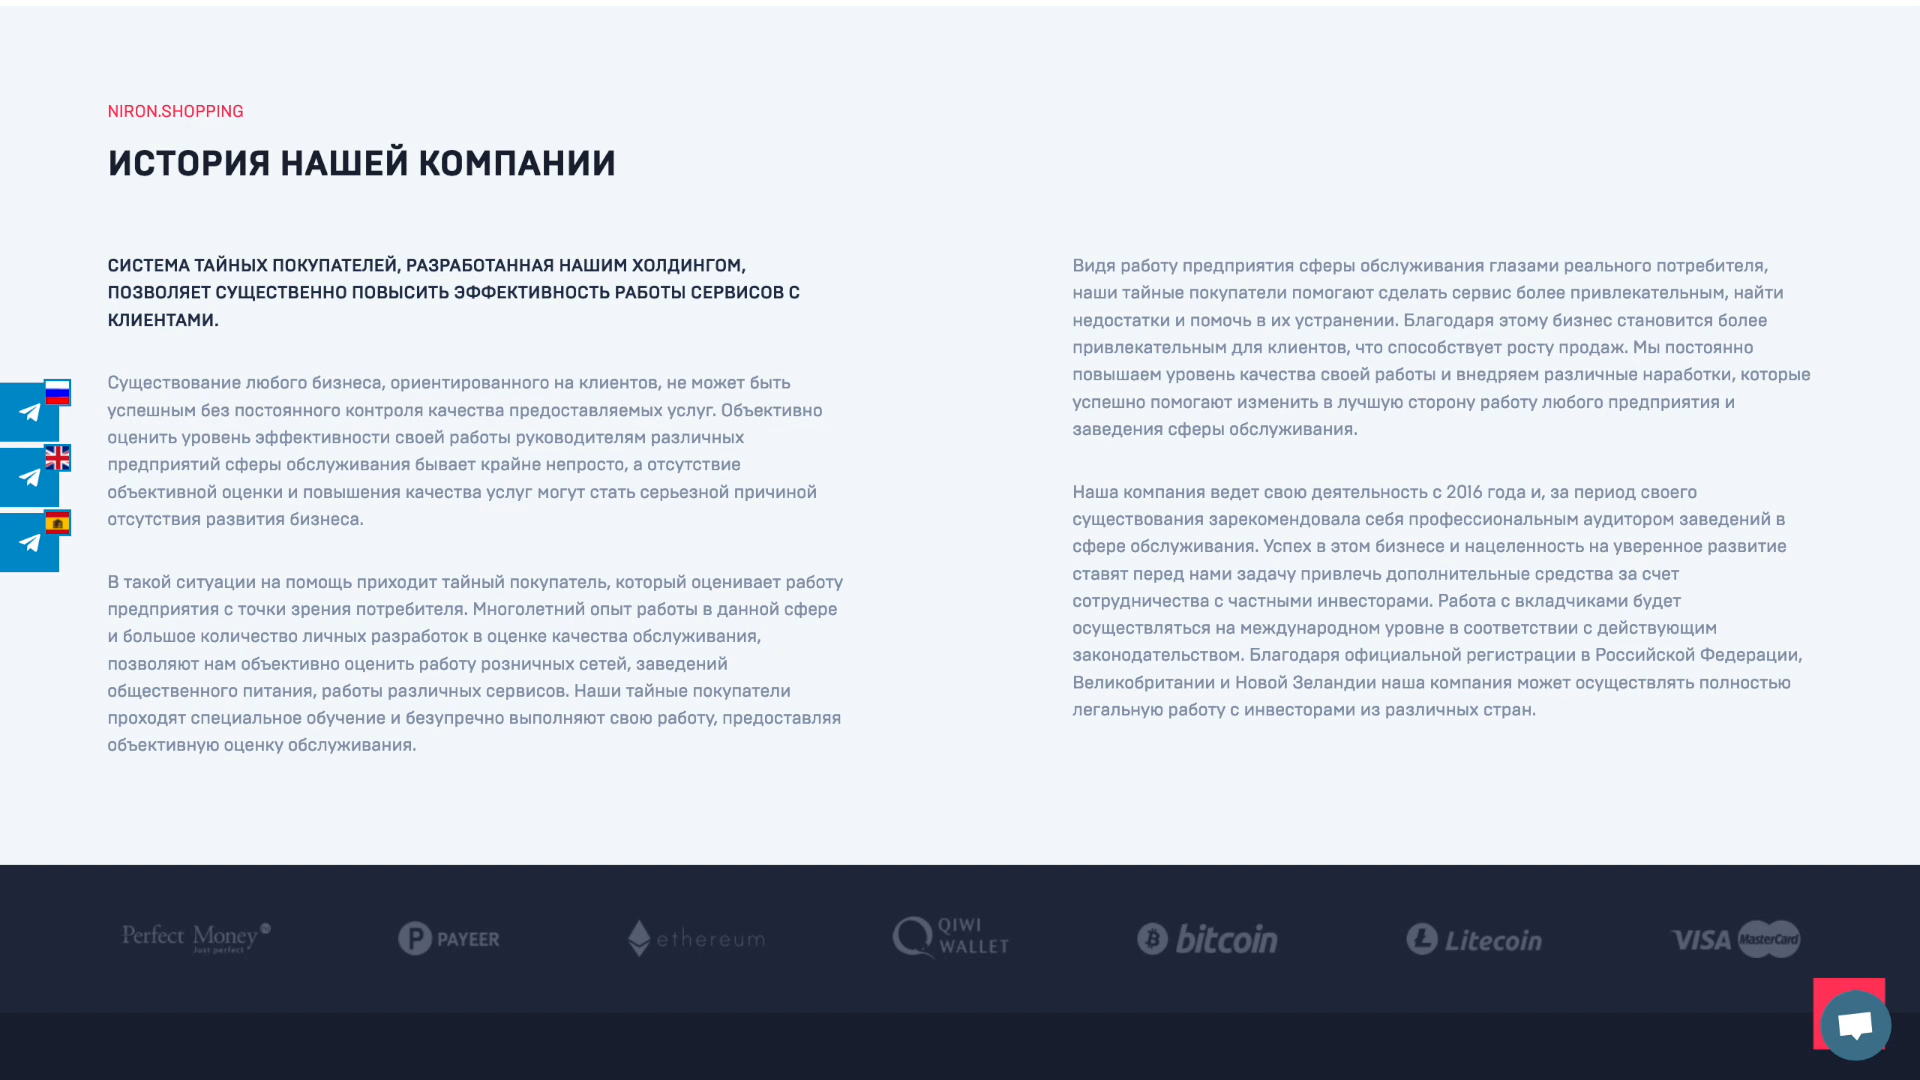 NIRON.SHOPPING
ИСТОРИЯ НАШЕЙ КОМПАНИИ
СИСТЕМА ТАЙНЫХ ПОКУПАТЕЛЕЙ, РАЗРАБОТАННАЯ НАШИМ ХОЛДИНГОМ,
ПОЗВОЛЯЕТ СУЩЕСТВЕННО ПОВЫСИТЬ ЭФФЕКТИВНОСТЬ РАБОТЫ СЕРВИСОВ С
КЛИЕНТАМИ.
Существование любого бизнеса, ориентированного на клиентов, не может быть
успешным без постоянного контроля качества предоставляемых услуг. Объективно
оценить уровень эффективности своей работы руководителям различных
предприятий сферы обслуживания бывает крайне непросто, а отсутствие
объективной оценки и повышения качества услуг могут стать серьезной причиной
отсутствия развития бизнеса.
В такой ситуации на помощь приходит тайный покупатель, который оценивает работу
предприятия с точки зрения потребителя. Многолетний опыт работы в данной сфере
и большое количество личных разработок в оценке качества обслуживания,
позволяют нам объективно оценить работу розничных сетей, заведений
общественного питания, работы различных сервисов. Наши тайные покупатели
проходят специальное обучение и безупречно выполняют свою работу, предоставляя
объективную оценку обслуживания.
Видя работу предприятия сферы обслуживания глазами реального потребителя,
наши тайные покупатели помогают сделать сервис более привлекательным, найти
недостатки и помочь в их устранении. Благодаря этому бизнес становится более
привлекательным для клиентов, что способствует росту продаж. Мы постоянно
повышаем уровень качества своей работы и внедряем различные наработки, которые
успешно помогают изменить в лучшую сторону работу любого предприятия и
заведения сферы обслуживания.
Наша компания ведет свою деятельность с 2016 года и, за период своего
существования зарекомендовала себя профессиональным аудитором заведений в
сфере обслуживания. Успех в этом бизнесе и нацеленность на уверенное развитие
ставят перед нами задачу привлечь дополнительные средства за счет
сотрудничества с частными инвесторами. Работа с вкладчиками будет
осуществляться на международном уровне в соответствии с действующим
законодательством. Благодаря официальной регистрации в Российской Федерации,
Великобритании и Новой Зеландии наша компания может осуществлять полностью
легальную работу с инвесторами из различных стран.
Perfect Money
Just perfect
PAYEER
ethereum
QIWI
WALLET
bitcoin
Litecoin
VISA MasterCard